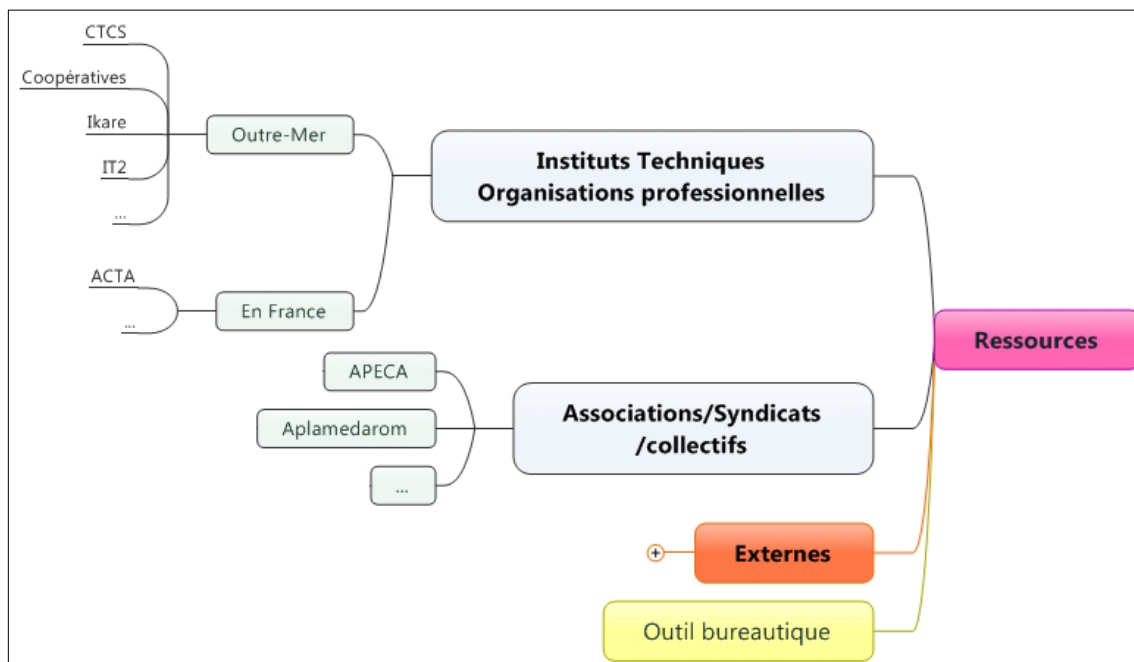 CTCS
Coopératives
Ikare
IT2
...
Outre-Mer
ACTA
...
En France
Instituts Techniques
Organisations professionnelles
APECA
Aplamedarom
...
Associations/Syndicats
/collectifs
Externes
Outil bureautique
Ressources